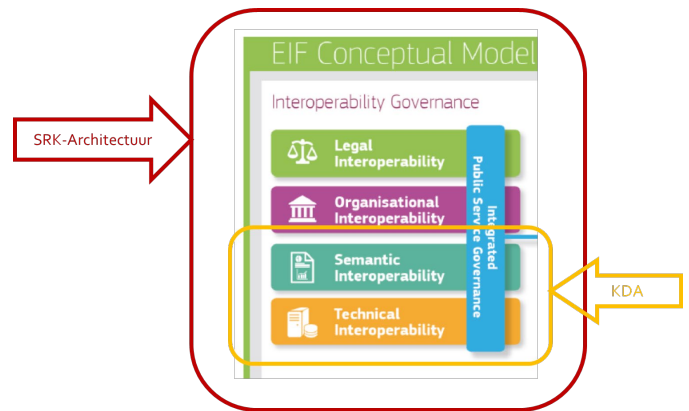 EIF Conceptual Model
Interoperability Governance
SRK-Architectuur
Legal
Interoperability
Organisational
Interoperability
Semantic
Interoperability
Technical
Interoperability
Integrated
Public Service Governance
KDA